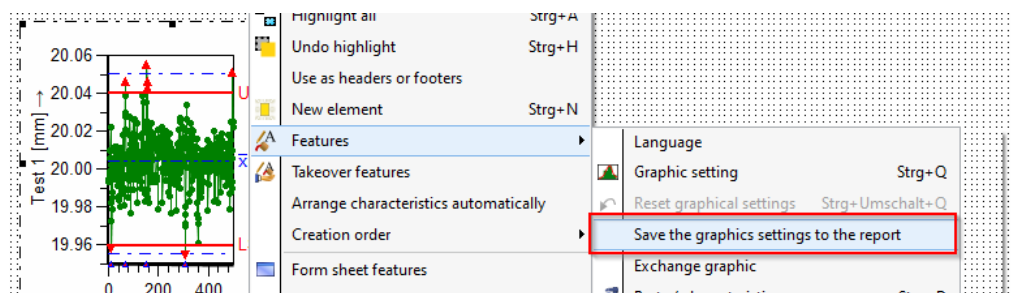 Highlight all Strg+A
Undo highlight Strg+H
Use as headers or footers
New element Strg+N
Features
Takeover features
Arrange characteristics automatically
Creation order
Form sheet features
Language
Graphic setting Strg+Q
Reset graphical settings Strg+Umschalt+Q
Save the graphics settings to the report
Exchange graphic
Test 1 [mm] →
20.06
20.04
20.02
20.00
19.98
19.96
U
x̄
L
0 200 400